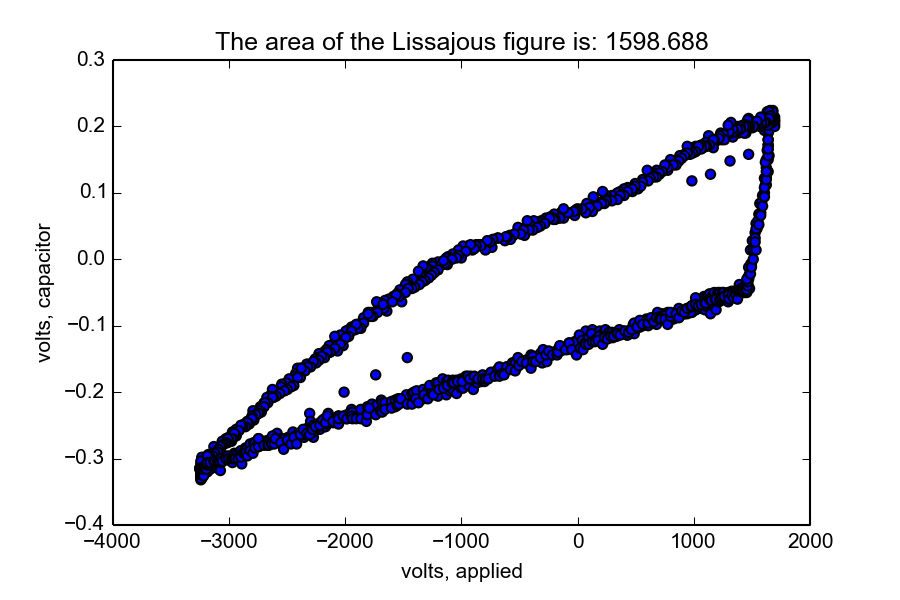 The area of the Lissajous figure is: 1598.688
0.3
0.2
0.1
0.0
−0.1
−0.2
−0.3
−0.4
volts, capacitor
−4000 −3000 −2000 −1000 0 1000 2000
volts, applied